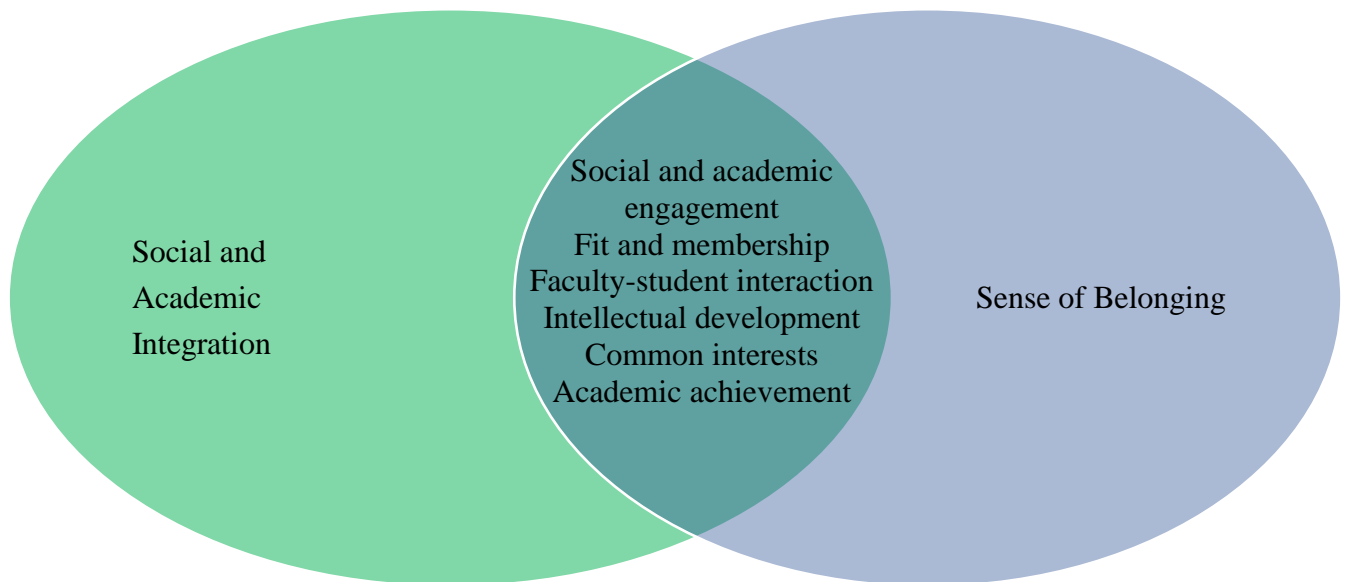 Social and
Academic
Integration
Social and academic
engagement
Fit and membership
Faculty-student interaction
Intellectual development
Common interests
Academic achievement
Sense of Belonging